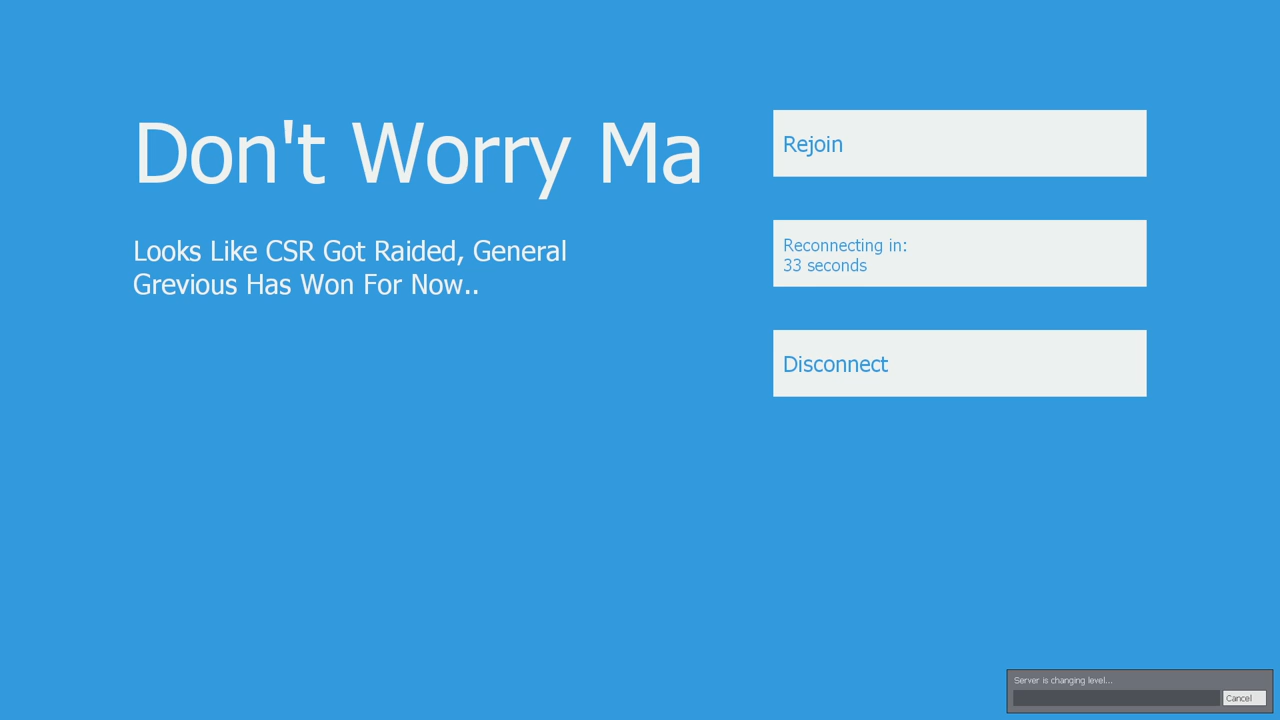 Don't Worry Ma
Looks Like CSR Got Raided, General
Grevious Has Won For Now..
Rejoin
Reconnecting in:
33 seconds
Disconnect
Server is changing level...
Cancel